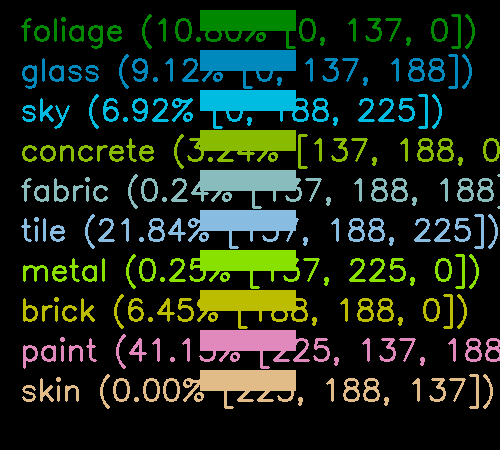 foliage (10.80% [0, 137, 0])
glass (9.12% [0, 137, 188])
sky (6.92% [0, 188, 225])
concrete (3.24% [137, 188, 0
fabric (0.24% [137, 188, 188]
tile (21.84% [137, 188, 225])
metal (0.25% [137, 225, 0])
brick (6.45% [188, 188, 0])
paint (41.15% [225, 137, 188
skin (0.00% [225, 188, 137])